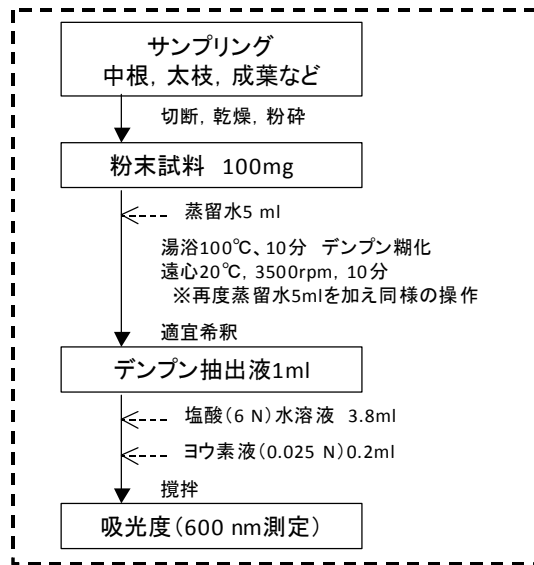 サンプリング
中根，太枝，成葉など
切断，乾燥，粉砕
粉末試料　100mg
蒸留水5 ml
湯浴100℃、10分　デンプン糊化
遠心20℃，3500rpm，10分
※再度蒸留水5mlを加え同様の操作
適宜希釈
デンプン抽出液1ml
塩酸（6 N）水溶液　3.8ml
ヨウ素液（0.025 N）0.2ml
撹拌
吸光度（600 nm測定）